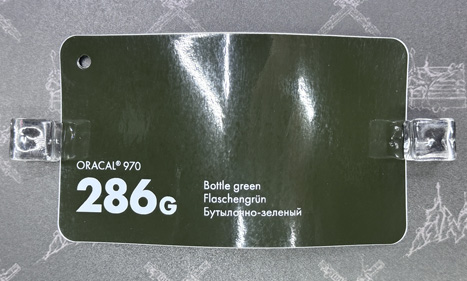 ORACAL® 970
286G
Bottle green
Flaschengrün
Бутылочно-зеленый